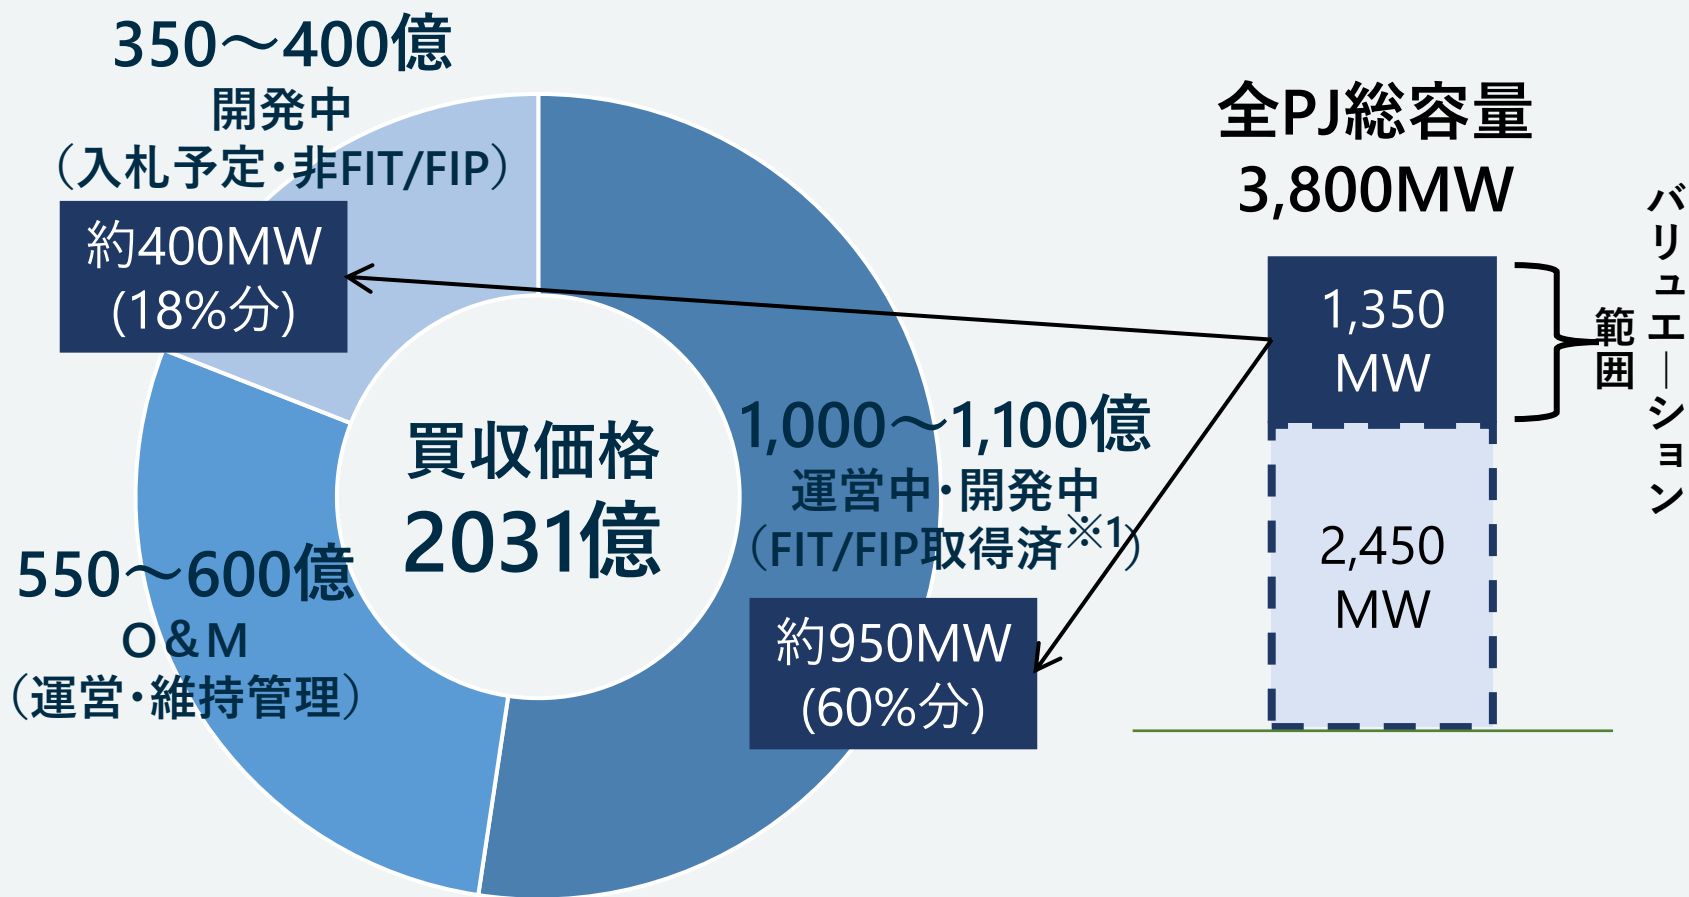 350～400億
開発中
（入札予定・非FIT/FIP）
約400MW
(18%分)
買収価格
2031億
550～600億
O＆M
（運営・維持管理）
1,000～1,100億
運営中・開発中
（FIT/FIP取得済※1）
約950MW
(60%分)
全PJ総容量
3,800MW
1,350
MW
2,450
MW
バリュエーション
範囲